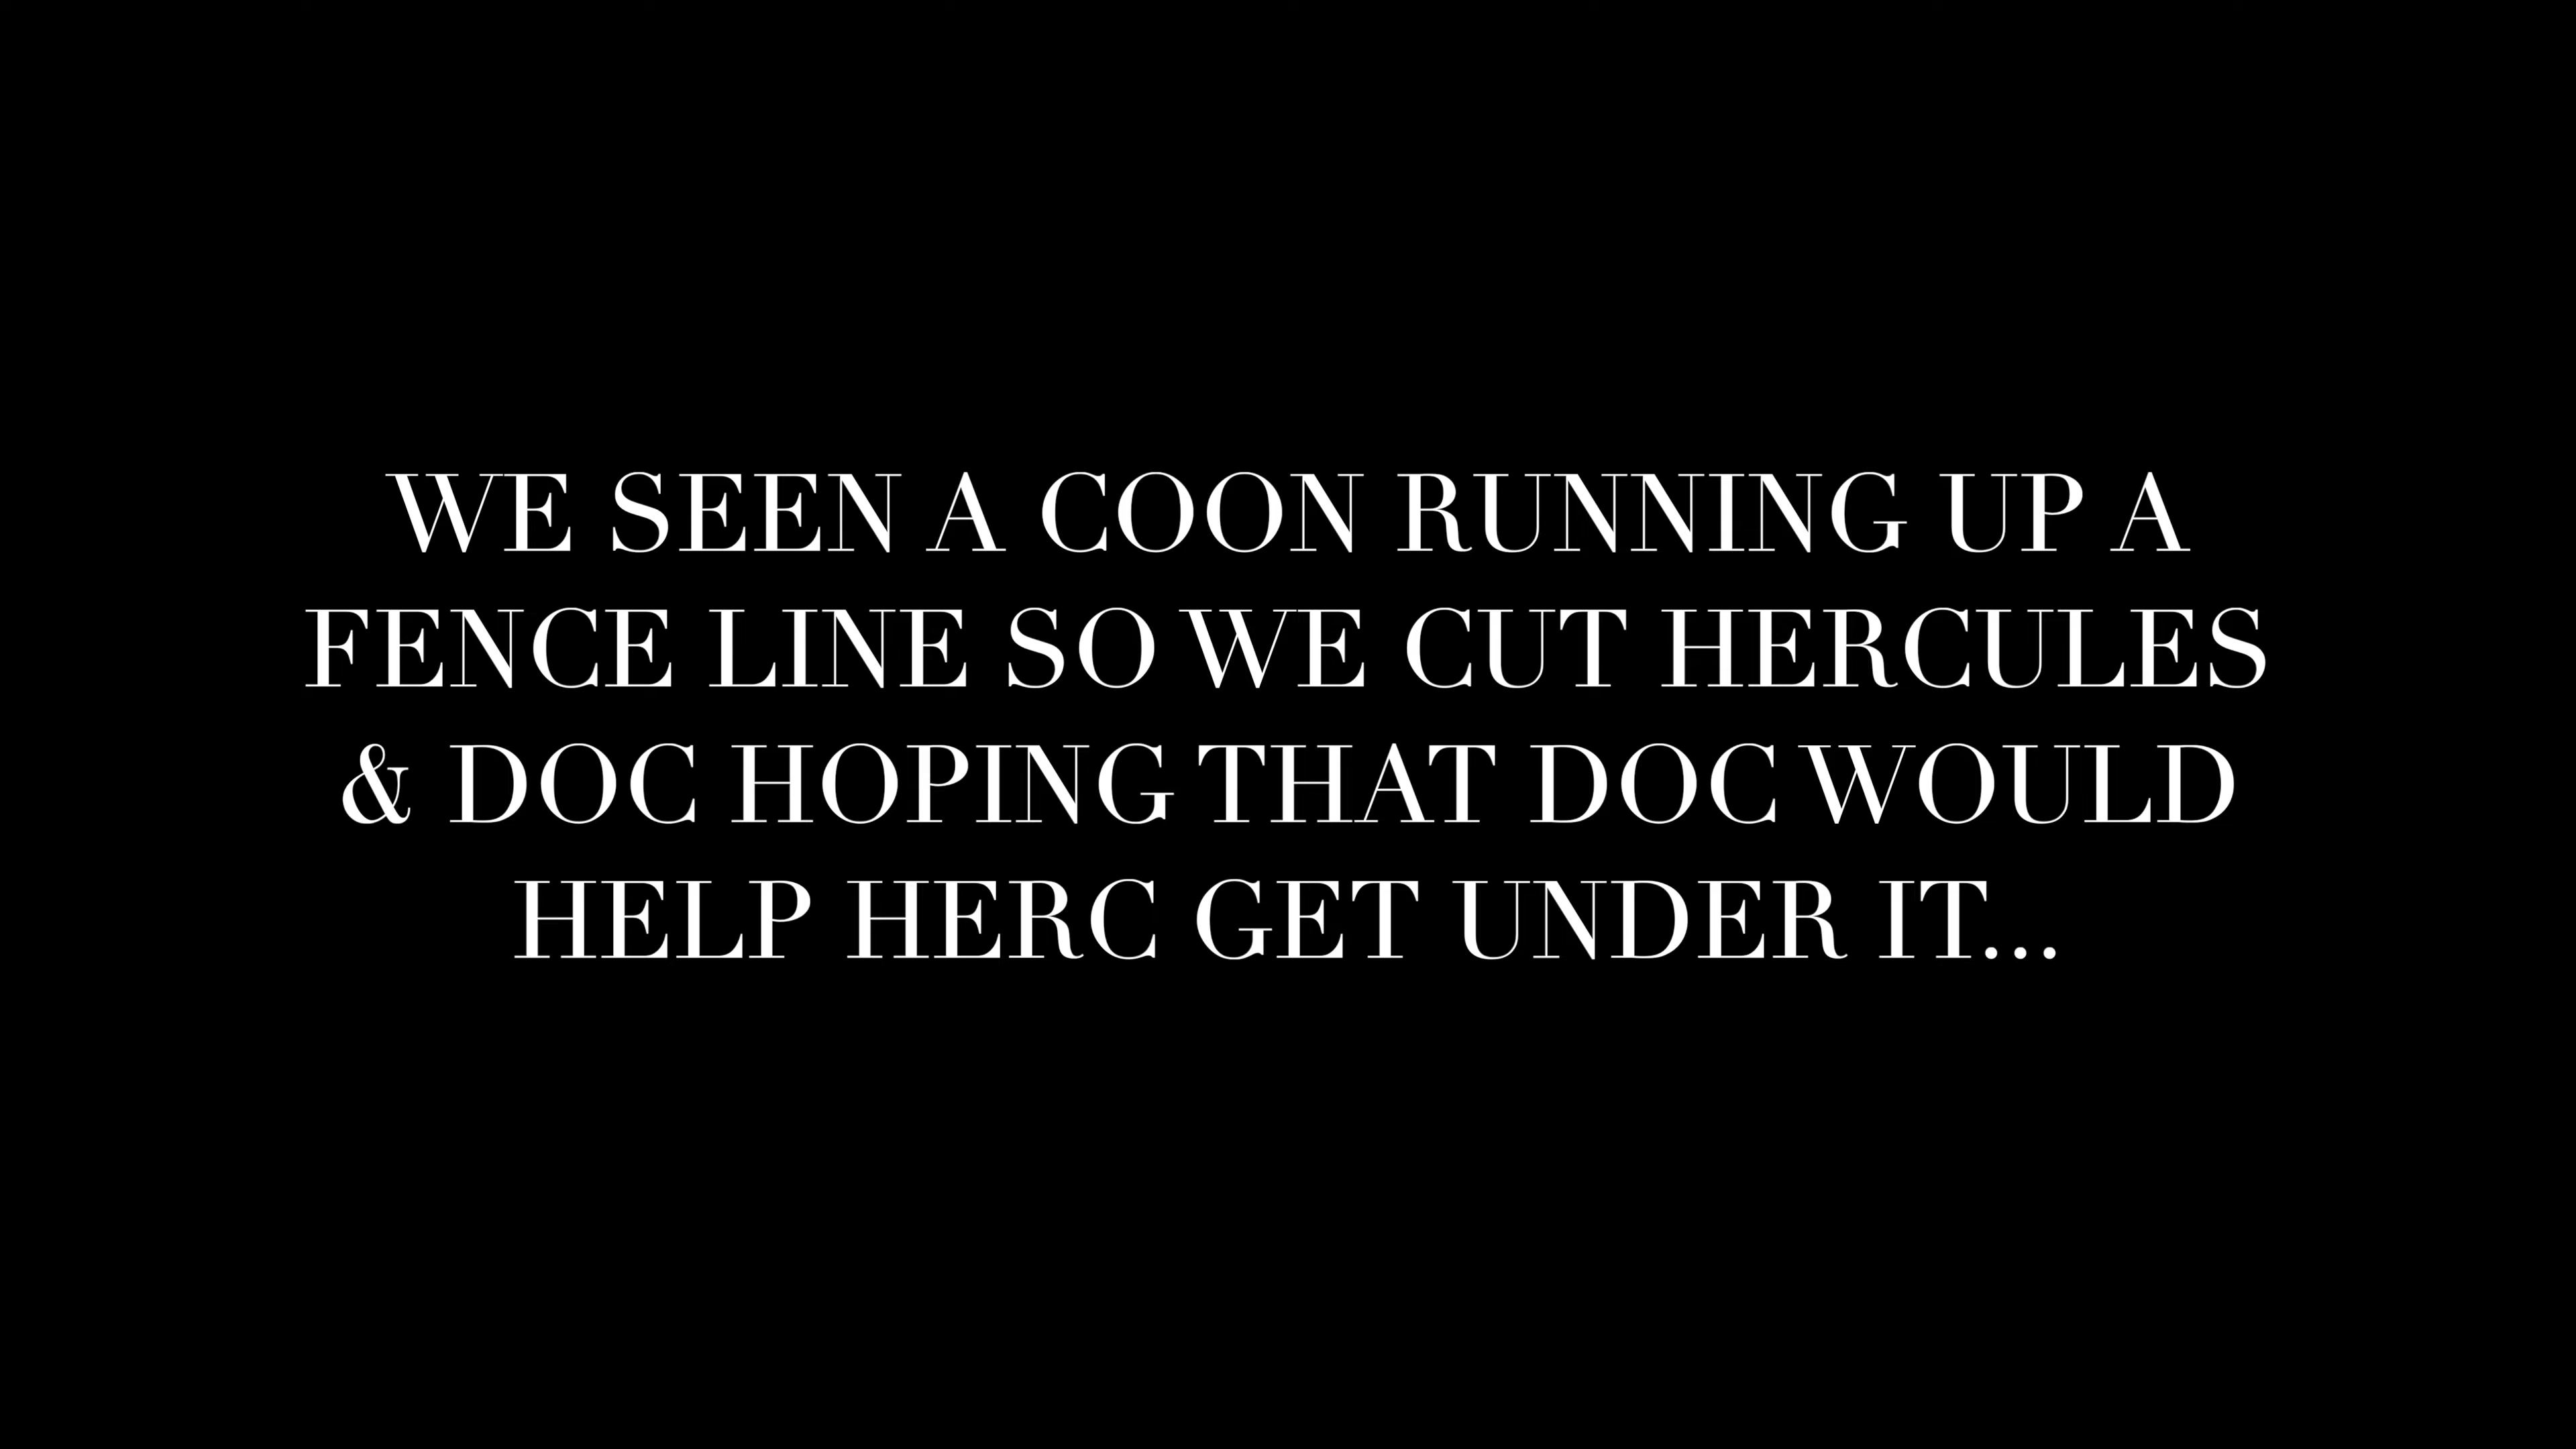 WE SEEN A COON RUNNING UP A
FENCE LINE SO WE CUT HERCULES
& DOC HOPING THAT DOC WOULD
HELP HERC GET UNDER IT...